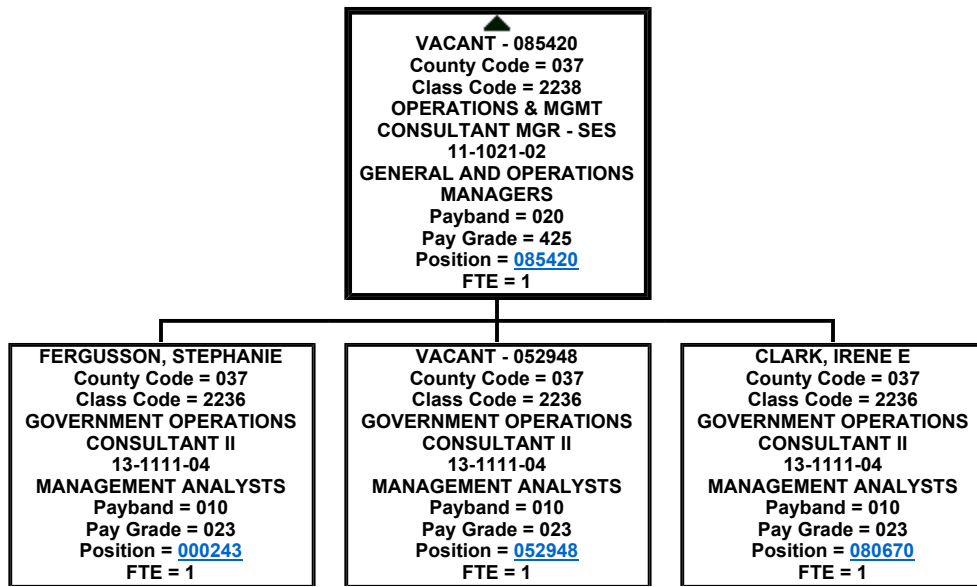 VACANT - 085420
County Code = 037
Class Code = 2238
OPERATIONS & MGMT
CONSULTANT MGR - SES
11-1021-02
GENERAL AND OPERATIONS
MANAGERS
Payband = 020
Pay Grade = 425
Position = 085420
FTE = 1
FERGUSSON, STEPHANIE
County Code = 037
Class Code = 2236
GOVERNMENT OPERATIONS
CONSULTANT II
13-1111-04
MANAGEMENT ANALYSTS
Payband = 010
Pay Grade = 023
Position = 000243
FTE = 1
VACANT - 052948
County Code = 037
Class Code = 2236
GOVERNMENT OPERATIONS
CONSULTANT II
13-1111-04
MANAGEMENT ANALYSTS
Payband = 010
Pay Grade = 023
Position = 052948
FTE = 1
CLARK, IRENE E
County Code = 037
Class Code = 2236
GOVERNMENT OPERATIONS
CONSULTANT II
13-1111-04
MANAGEMENT ANALYSTS
Payband = 010
Pay Grade = 023
Position = 080670
FTE = 1